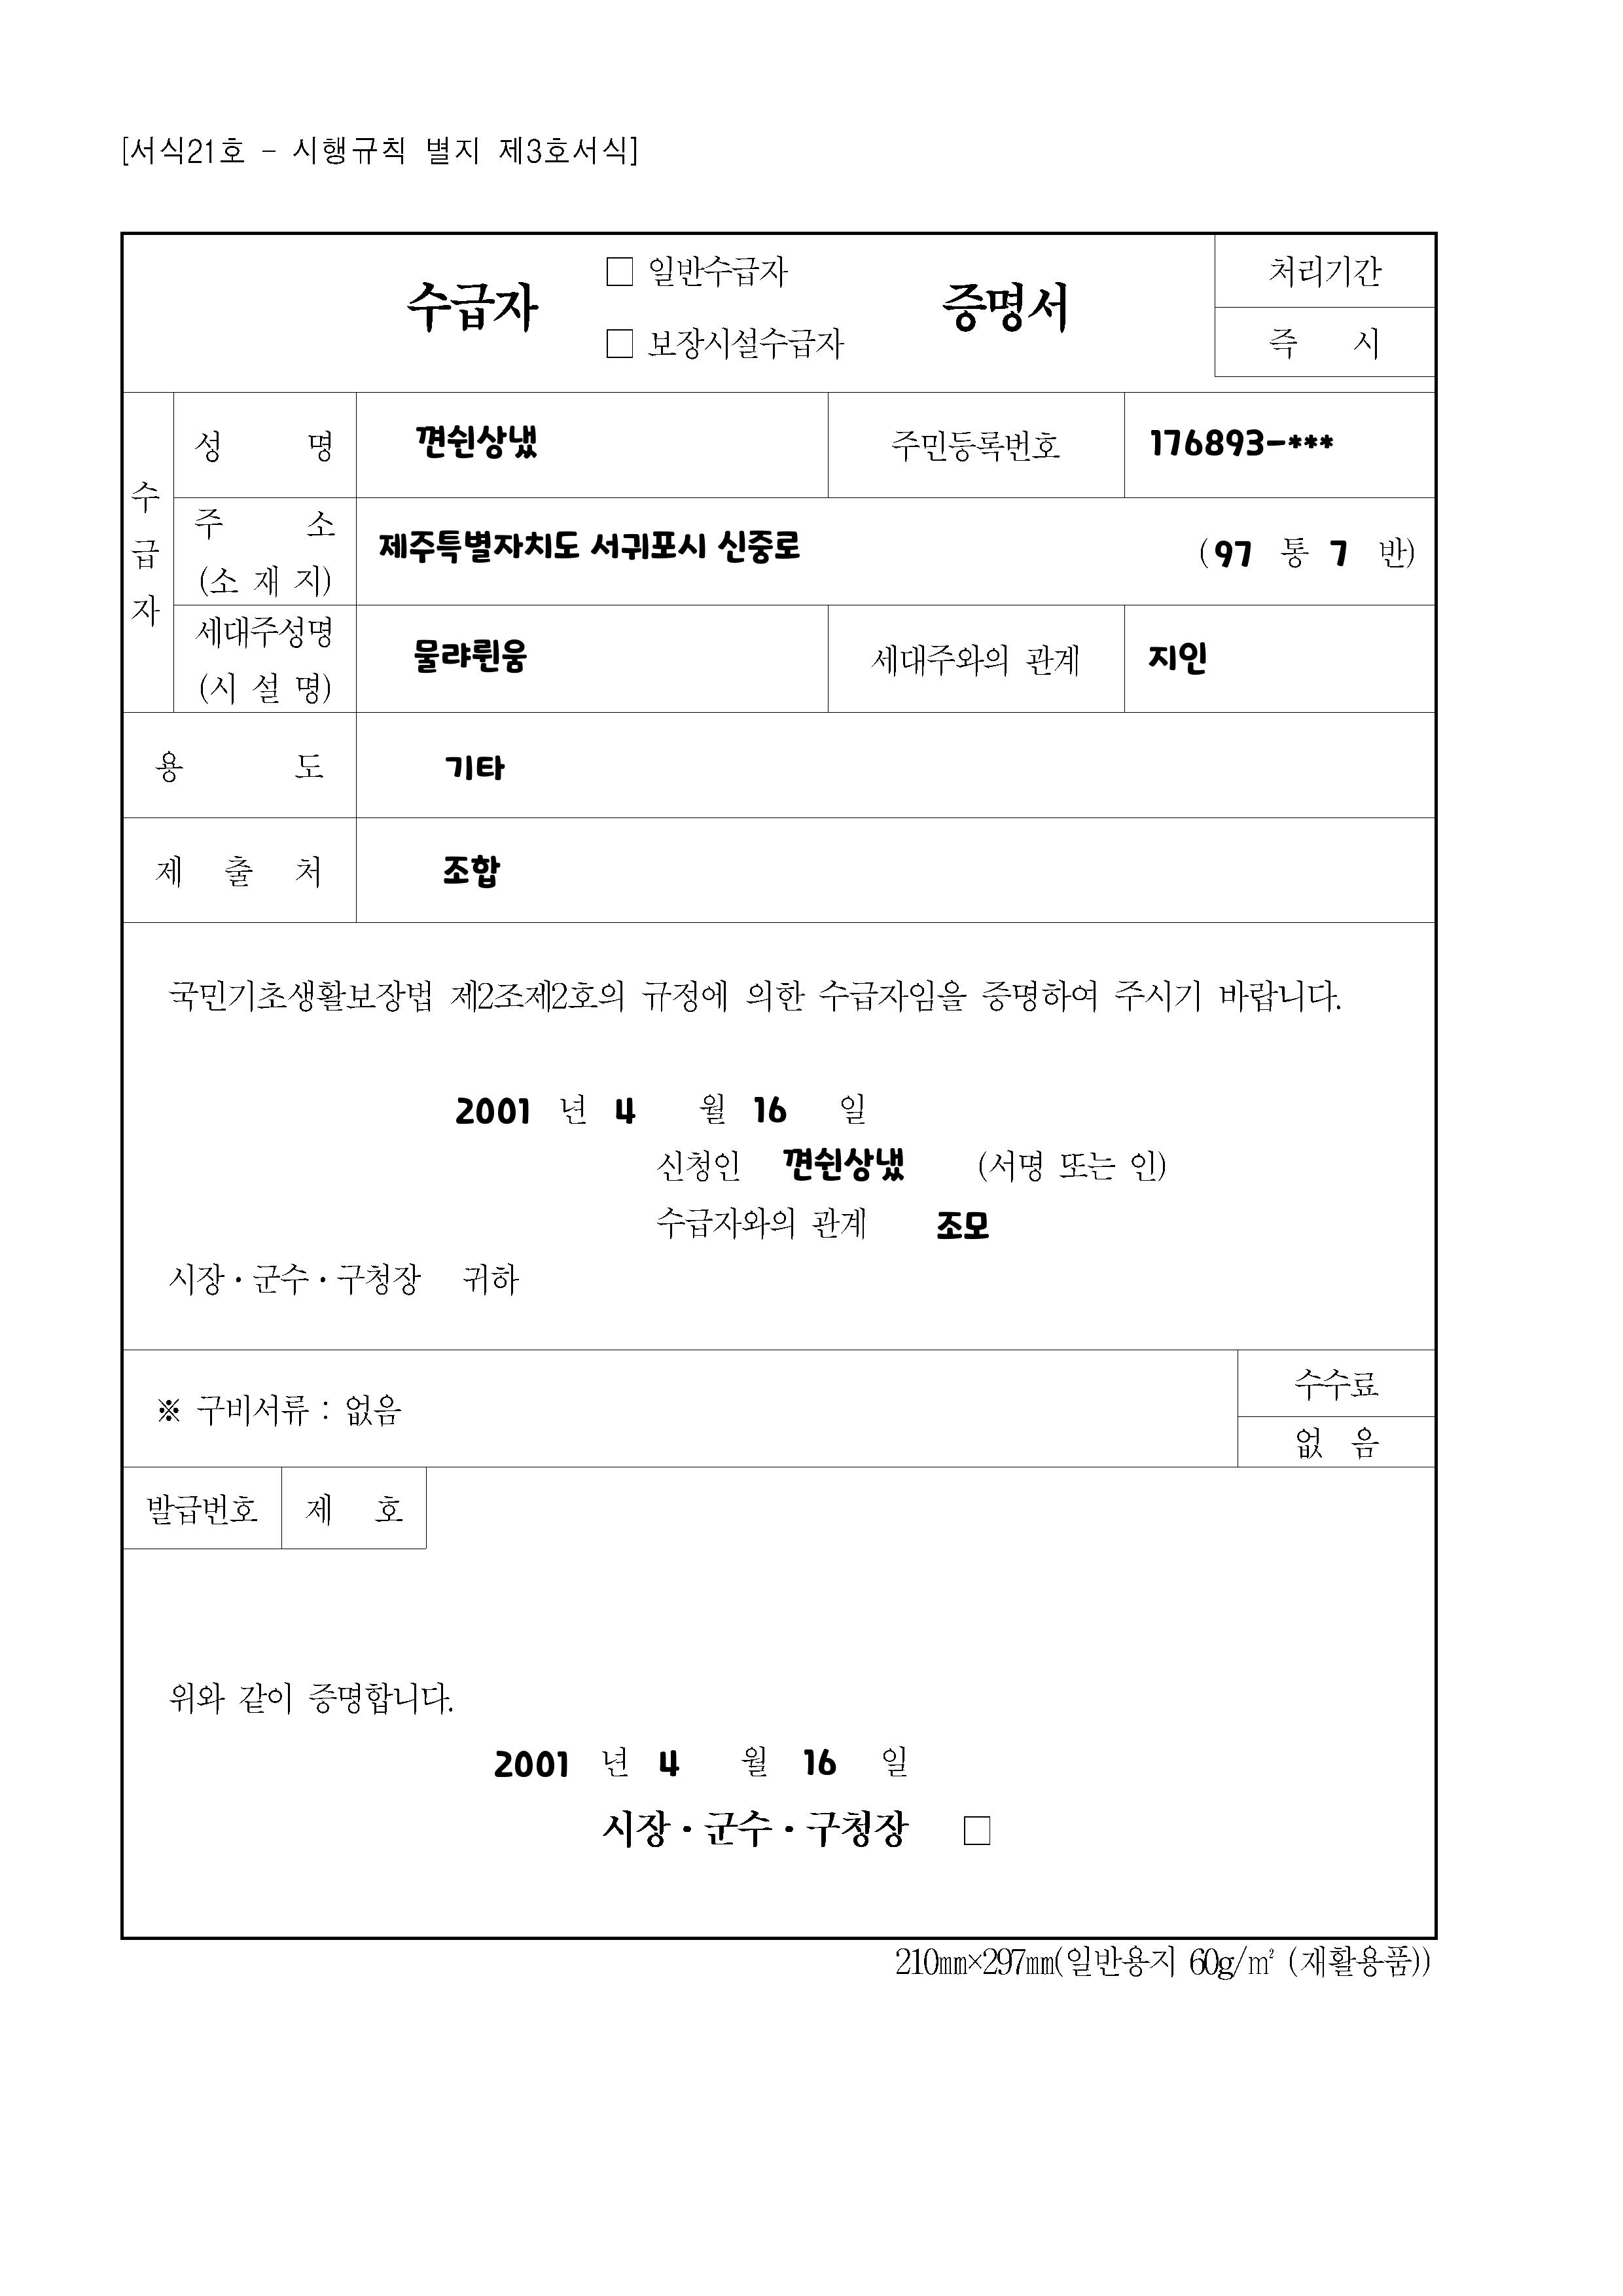 [서식21호 - 시행규칙 별지 제3호서식]
수급자 □ 일반수급자 □ 보장시설수급자 증명서
처리기간
즉 시
수급자
성 명 껸쉰상냈 주민등록번호 176893-***
주 소 (소 재 지) 제주특별자치도 서귀포시 신중로 (97 통 7 반)
세대주성명 (시 설 명) 물랴뤈움 세대주와의 관계 지인
용 도 기타
제 출 처 조합
국민기초생활보장법 제2조제2호의 규정에 의한 수급자임을 증명하여 주시기 바랍니다.
2001 년 4 월 16 일
신청인 껸쉰상냈 (서명 또는 인)
수급자와의 관계 조모
시장·군수·구청장 귀하
※ 구비서류 : 없음
수수료
없 음
발급번호 제 호
위와 같이 증명합니다.
2001 년 4 월 16 일
시장·군수·구청장 □
210㎜×297㎜(일반용지 60g/㎡ (재활용품))